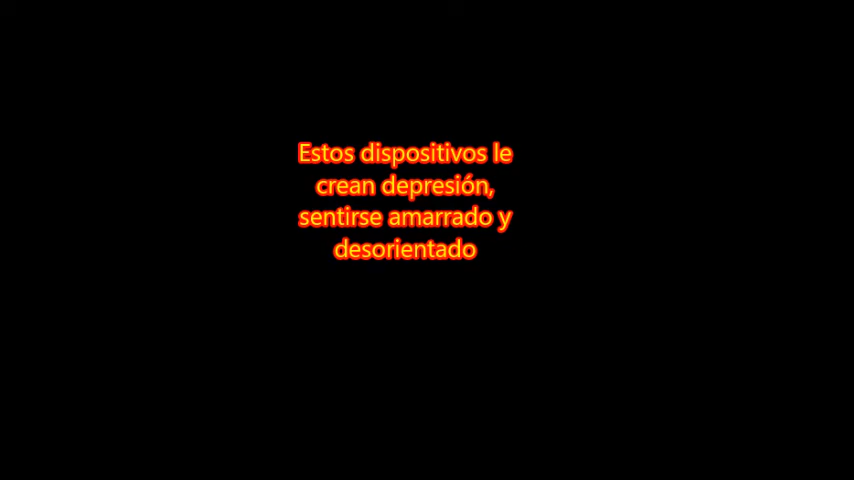 Estos dispositivos le
crean depresión,
sentirse amarrado y
desorientado